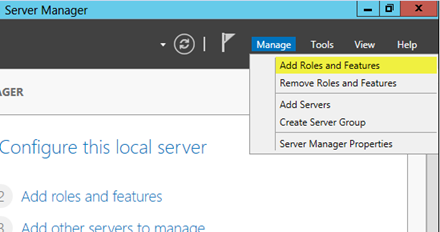 Server Manager
Manage Tools View Help
Add Roles and Features
Remove Roles and Features
Add Servers
Create Server Group
Server Manager Properties
AGER
Configure this local server
2 Add roles and features
3 Add other servers to manage